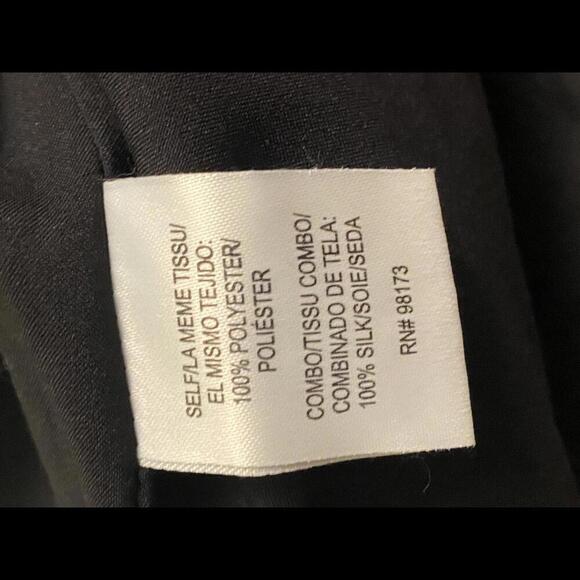 SELF/LA MEME TISSU/
EL MISMO TEJIDO:
100% POLYESTER/
POLIÉSTER
COMBO/TISSU COMBO/
COMBINADO DE TELA:
100% SILK/SOIE/SEDA
RN# 98173